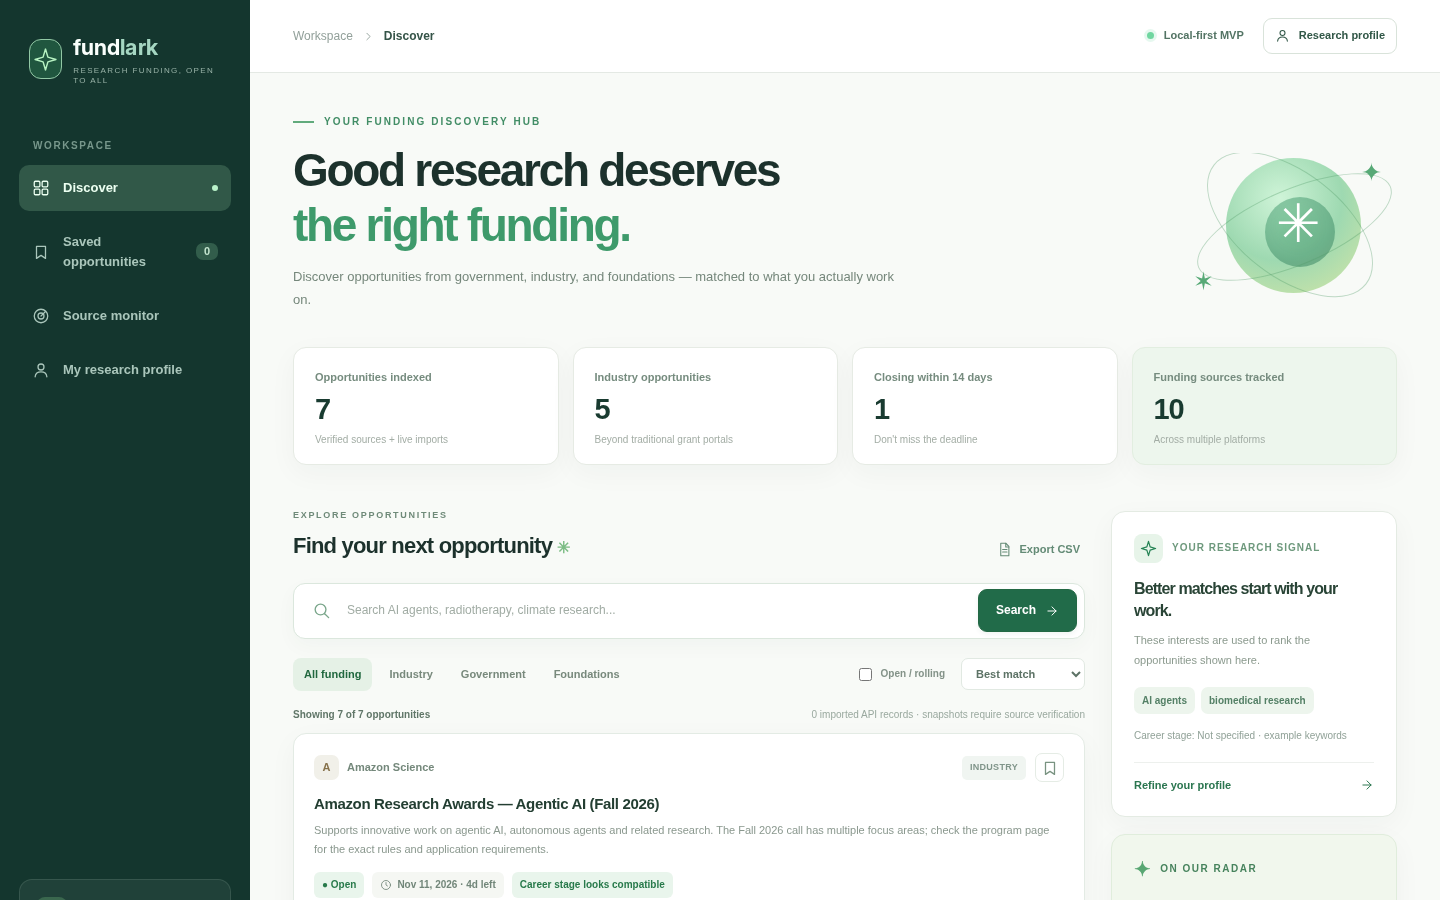 fundlark
RESEARCH FUNDING, OPEN
TO ALL
WORKSPACE
Discover
Saved
opportunities
0
Source monitor
My research profile
Workspace
Discover
Local-first MVP
Research profile
YOUR FUNDING DISCOVERY HUB
Good research deserves
the right funding.
Discover opportunities from government, industry, and foundations — matched to what you actually work
on.
Opportunities indexed
7
Verified sources + live imports
Industry opportunities
5
Beyond traditional grant portals
Closing within 14 days
1
Don't miss the deadline
Funding sources tracked
10
Across multiple platforms
EXPLORE OPPORTUNITIES
Find your next opportunity
Export CSV
Search AI agents, radiotherapy, climate research...
Search
All funding
Industry
Government
Foundations
Open / rolling
Best match
Showing 7 of 7 opportunities
0 imported API records · snapshots require source verification
A
Amazon Science
INDUSTRY
Amazon Research Awards — Agentic AI (Fall 2026)
Supports innovative work on agentic AI, autonomous agents and related research. The Fall 2026 call has multiple focus areas; check the program page
for the exact rules and application requirements.
● Open
Nov 11, 2026 · 4d left
Career stage looks compatible
YOUR RESEARCH SIGNAL
Better matches start with your
work.
These interests are used to rank the
opportunities shown here.
AI agents
biomedical research
Career stage: Not specified · example keywords
Refine your profile
ON OUR RADAR